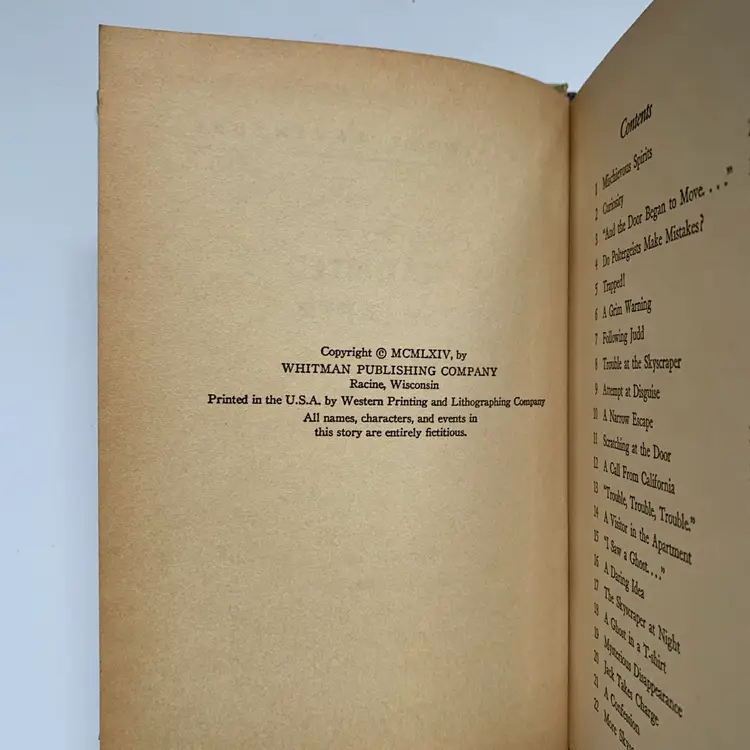 Copyright © MCMLXIV, by
WHITMAN PUBLISHING COMPANY
Racine, Wisconsin
Printed in the U.S.A. by Western Printing and Lithographing Company
All names, characters, and events in
this story are entirely fictitious.
Contents
1 Mischievous Spirits
2 Curiosity
3 "And the Door Began to Move. . . ."
4 Do Poltergeists Make Mistakes?
5 Trapped!
6 A Grim Warning
7 Following Judd
8 Trouble at the Skyscraper
9 Attempt at Disguise
10 A Narrow Escape
11 Scratching at the Door
12 A Call From California
13 "Trouble, Trouble, Trouble."
14 A Visitor in the Apartment
15 "I Saw a Ghost. . . ."
16 A Daring Idea
17 The Skyscraper at Night
18 A Ghost in a T-shirt
19 Mysterious Disappearance
20 Jack Takes Charge
21 A Confession
22 More